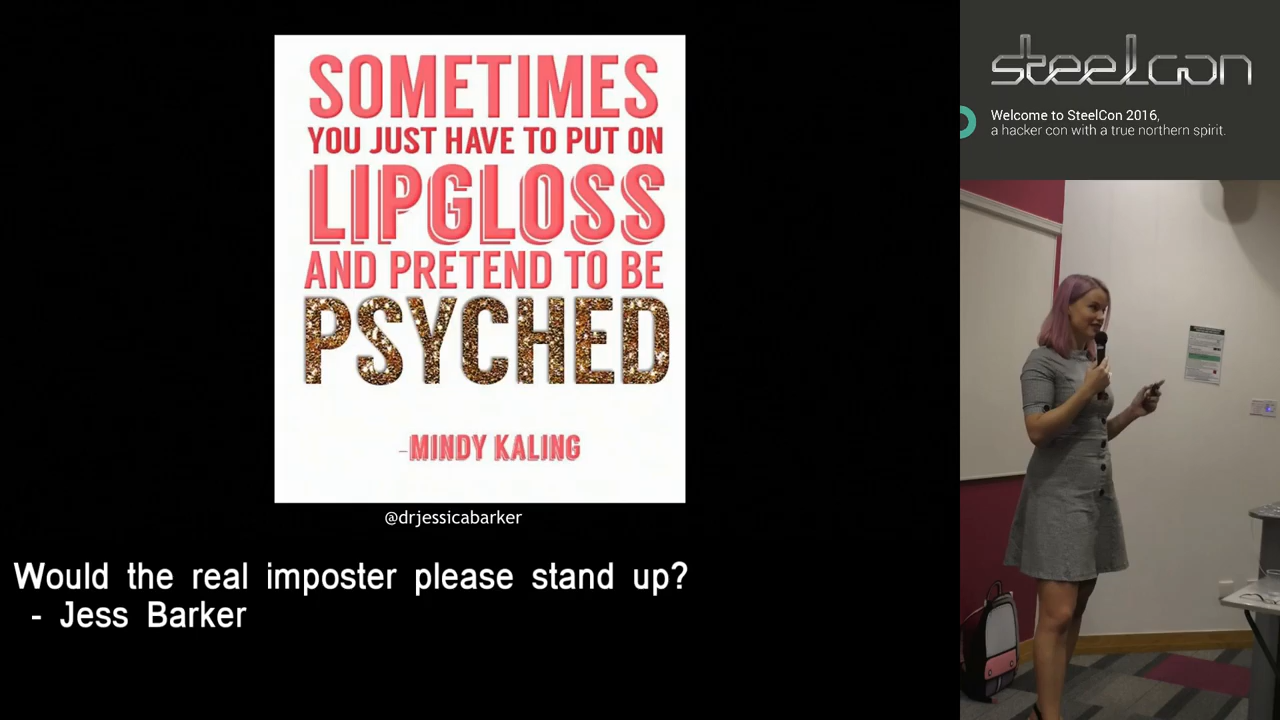 SOMETIMES
YOU JUST HAVE TO PUT ON
LIPGLOSS
AND PRETEND TO BE
PSYCHED
-MINDY KALING
@drjessicabarker
Would the real imposter please stand up?
- Jess Barker
steelcon
Welcome to SteelCon 2016,
a hacker con with a true northern spirit.